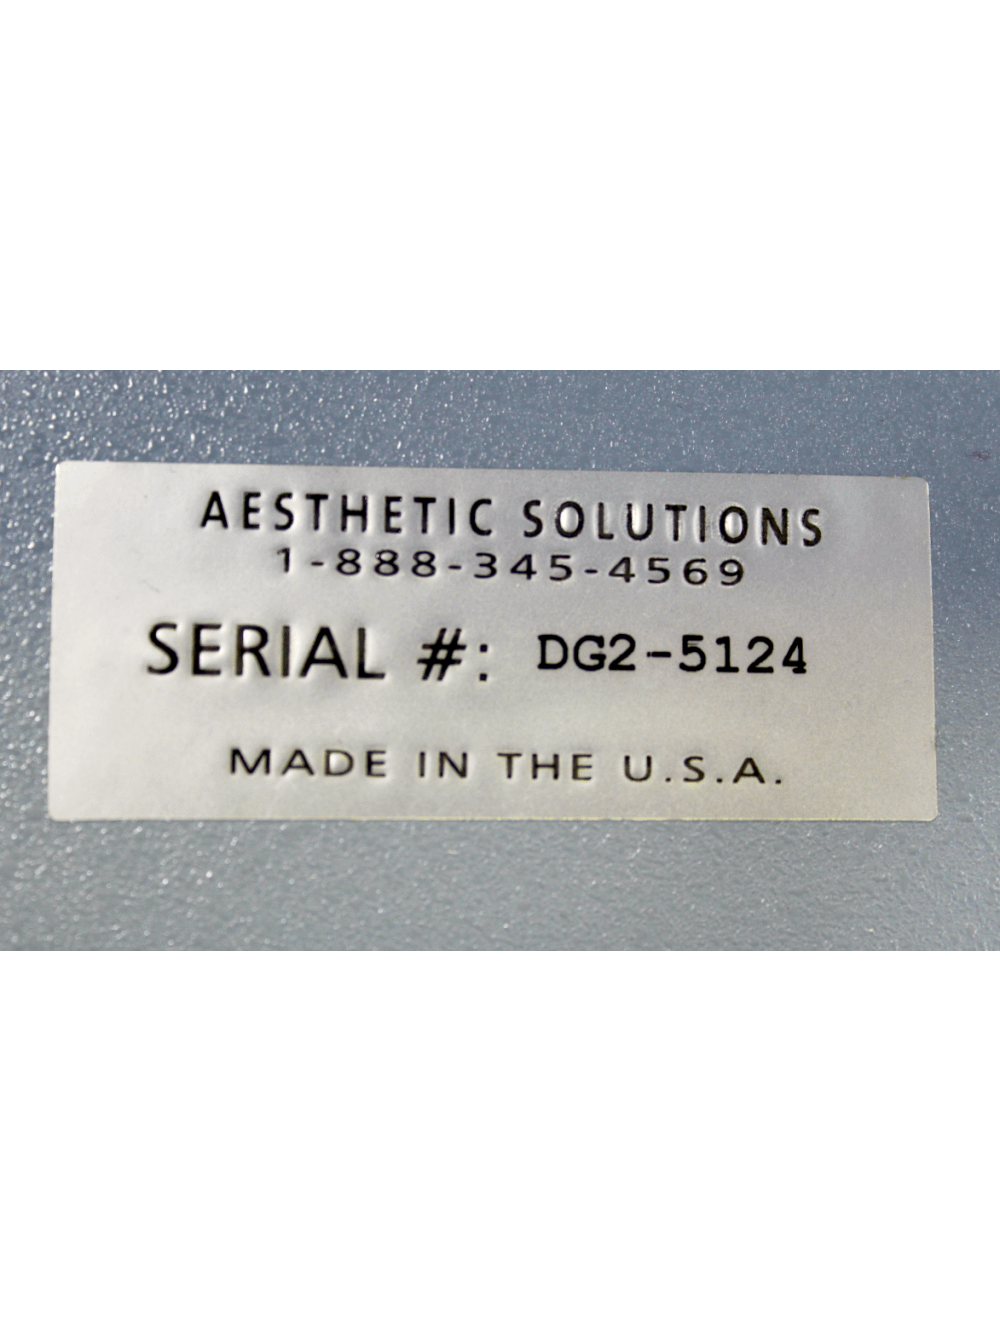 AESTHETIC SOLUTIONS
1-888-345-4569
SERIAL #: DG2-5124
MADE IN THE U.S.A.